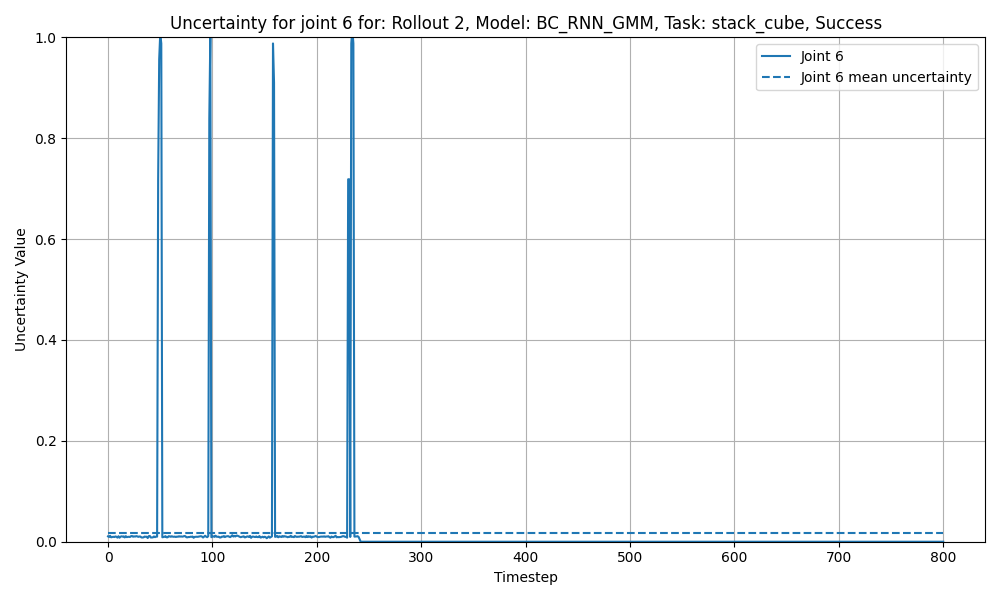 Uncertainty for joint 6 for: Rollout 2, Model: BC_RNN_GMM, Task: stack_cube, Success
Joint 6
Joint 6 mean uncertainty
Uncertainty Value
1.0
0.8
0.6
0.4
0.2
0.0
0 100 200 300 400 500 600 700 800
Timestep